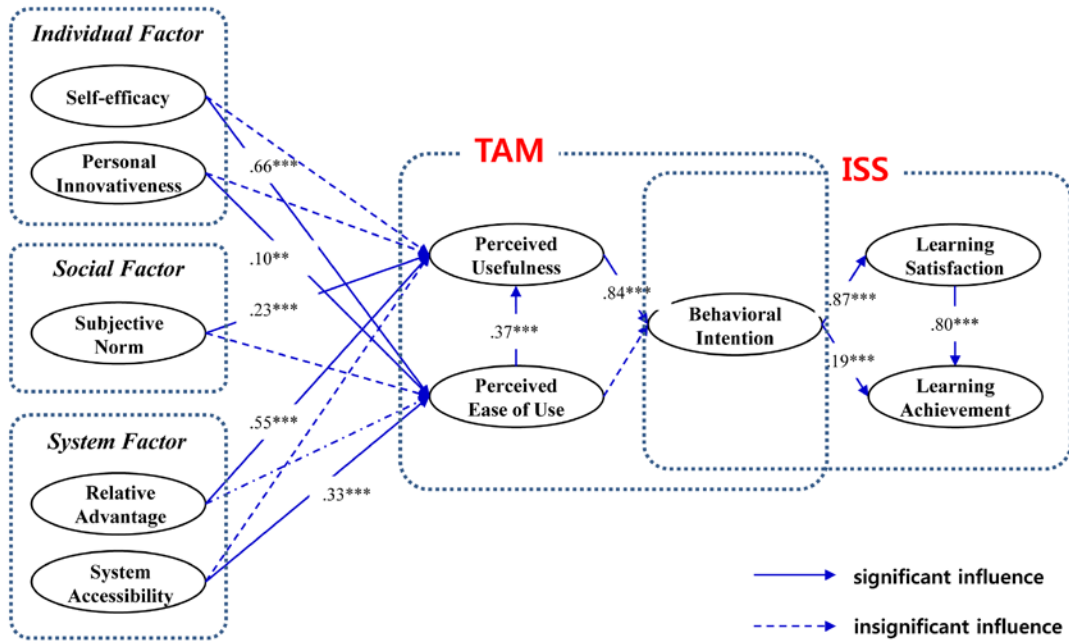 Individual Factor
Self-efficacy
Personal
Innovativeness
Social Factor
Subjective
Norm
System Factor
Relative
Advantage
System
Accessibility
.66***
.10**
.23***
.55***
.33***
TAM
Perceived
Usefulness
.37***
Perceived
Ease of Use
.84***
Behavioral
Intention
ISS
.87***
19***
Learning
Satisfaction
.80***
Learning
Achievement
significant influence
insignificant influence